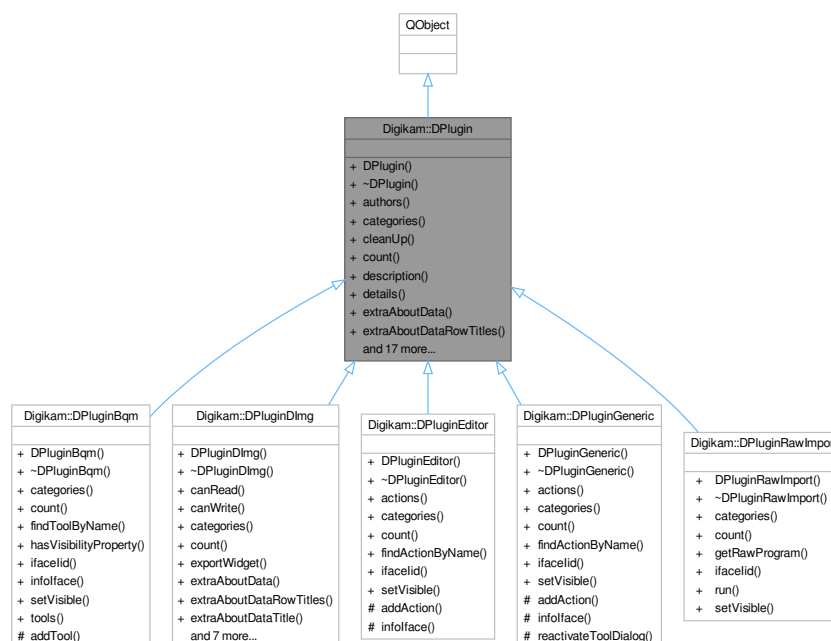 QObject
Digikam::DPlugin
+ DPlugin()
+ ~DPlugin()
+ authors()
+ categories()
+ cleanUp()
+ count()
+ description()
+ details()
+ extraAboutData()
+ extraAboutDataRowTitles()
and 17 more...
Digikam::DPluginBqm
+ DPluginBqm()
+ ~DPluginBqm()
+ categories()
+ count()
+ findToolByName()
+ hasVisibilityProperty()
+ ifaceIid()
+ infoIface()
+ setVisible()
+ tools()
# addTool()
Digikam::DPluginDImg
+ DPluginDImg()
+ ~DPluginDImg()
+ canRead()
+ canWrite()
+ categories()
+ count()
+ exportWidget()
+ extraAboutData()
+ extraAboutDataRowTitles()
+ extraAboutDataTitle()
and 7 more...
Digikam::DPluginEditor
+ DPluginEditor()
+ ~DPluginEditor()
+ actions()
+ categories()
+ count()
+ findActionByName()
+ ifaceIid()
+ setVisible()
# addAction()
# infoIface()
Digikam::DPluginGeneric
+ DPluginGeneric()
+ ~DPluginGeneric()
+ actions()
+ categories()
+ count()
+ findActionByName()
+ ifaceIid()
+ setVisible()
# addAction()
# infoIface()
# reactivateToolDialog()
Digikam::DPluginRawImpor
+ DPluginRawImport()
+ ~DPluginRawImport()
+ categories()
+ count()
+ getRawProgram()
+ ifaceIid()
+ run()
+ setVisible()